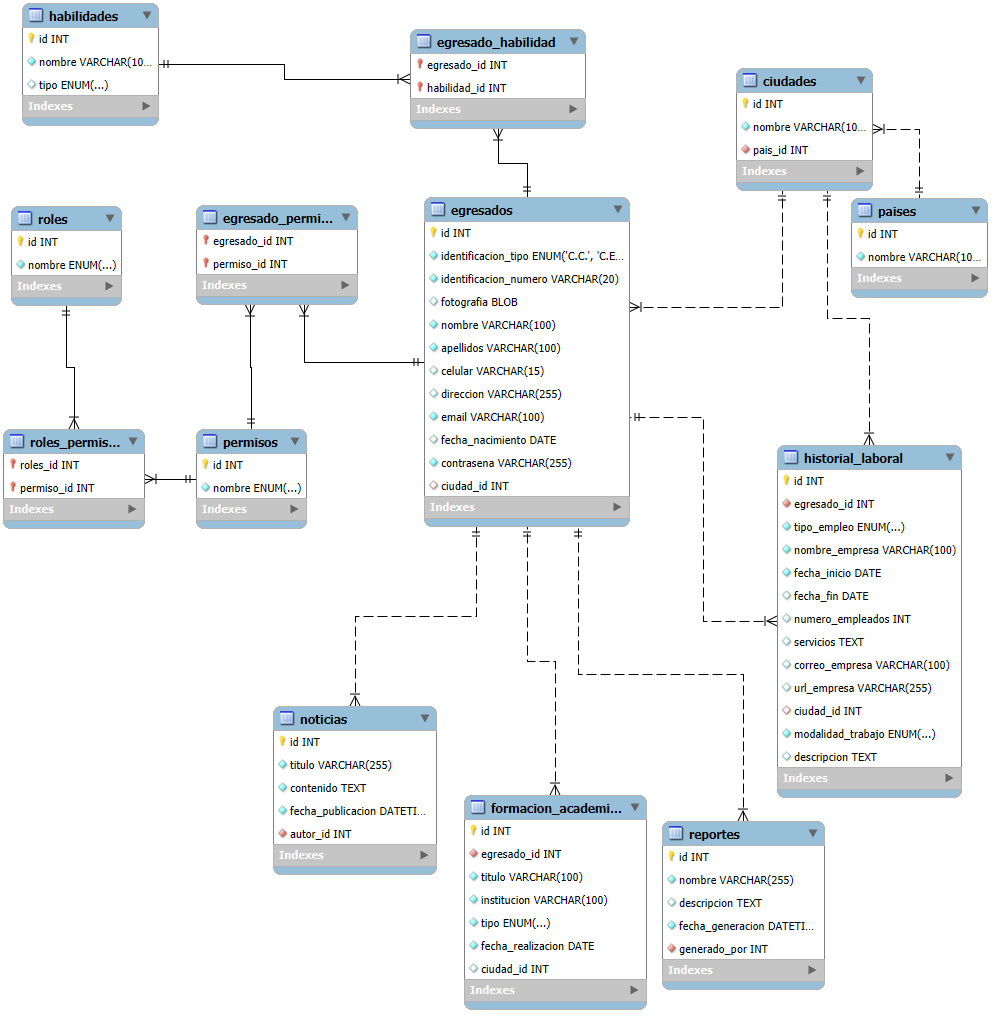 habilidades
id INT
nombre VARCHAR(10...
tipo ENUM(...)
Indexes
egresado_habilidad
egresado_id INT
habilidad_id INT
Indexes
ciudades
id INT
nombre VARCHAR(10...
pais_id INT
Indexes
paises
id INT
nombre VARCHAR(10...
Indexes
roles
id INT
nombre ENUM(...)
Indexes
egresado_permi...
egresado_id INT
permiso_id INT
Indexes
egresados
id INT
identificacion_tipo ENUM('C.C.', 'C.E...
identificacion_numero VARCHAR(20)
fotografia BLOB
nombre VARCHAR(100)
apellidos VARCHAR(100)
celular VARCHAR(15)
direccion VARCHAR(255)
email VARCHAR(100)
fecha_nacimiento DATE
contrasena VARCHAR(255)
ciudad_id INT
Indexes
roles_permis...
roles_id INT
permiso_id INT
Indexes
permisos
id INT
nombre ENUM(...)
Indexes
historial_laboral
id INT
egresado_id INT
tipo_empleo ENUM(...)
nombre_empresa VARCHAR(100)
fecha_inicio DATE
fecha_fin DATE
numero_empleados INT
servicios TEXT
correo_empresa VARCHAR(100)
url_empresa VARCHAR(255)
ciudad_id INT
modalidad_trabajo ENUM(...)
descripcion TEXT
Indexes
noticias
id INT
titulo VARCHAR(255)
contenido TEXT
fecha_publicacion DATETI...
autor_id INT
Indexes
formacion_academi...
id INT
egresado_id INT
titulo VARCHAR(100)
institucion VARCHAR(100)
tipo ENUM(...)
fecha_realizacion DATE
ciudad_id INT
Indexes
reportes
id INT
nombre VARCHAR(255)
descripcion TEXT
fecha_generacion DATETI...
generado_por INT
Indexes